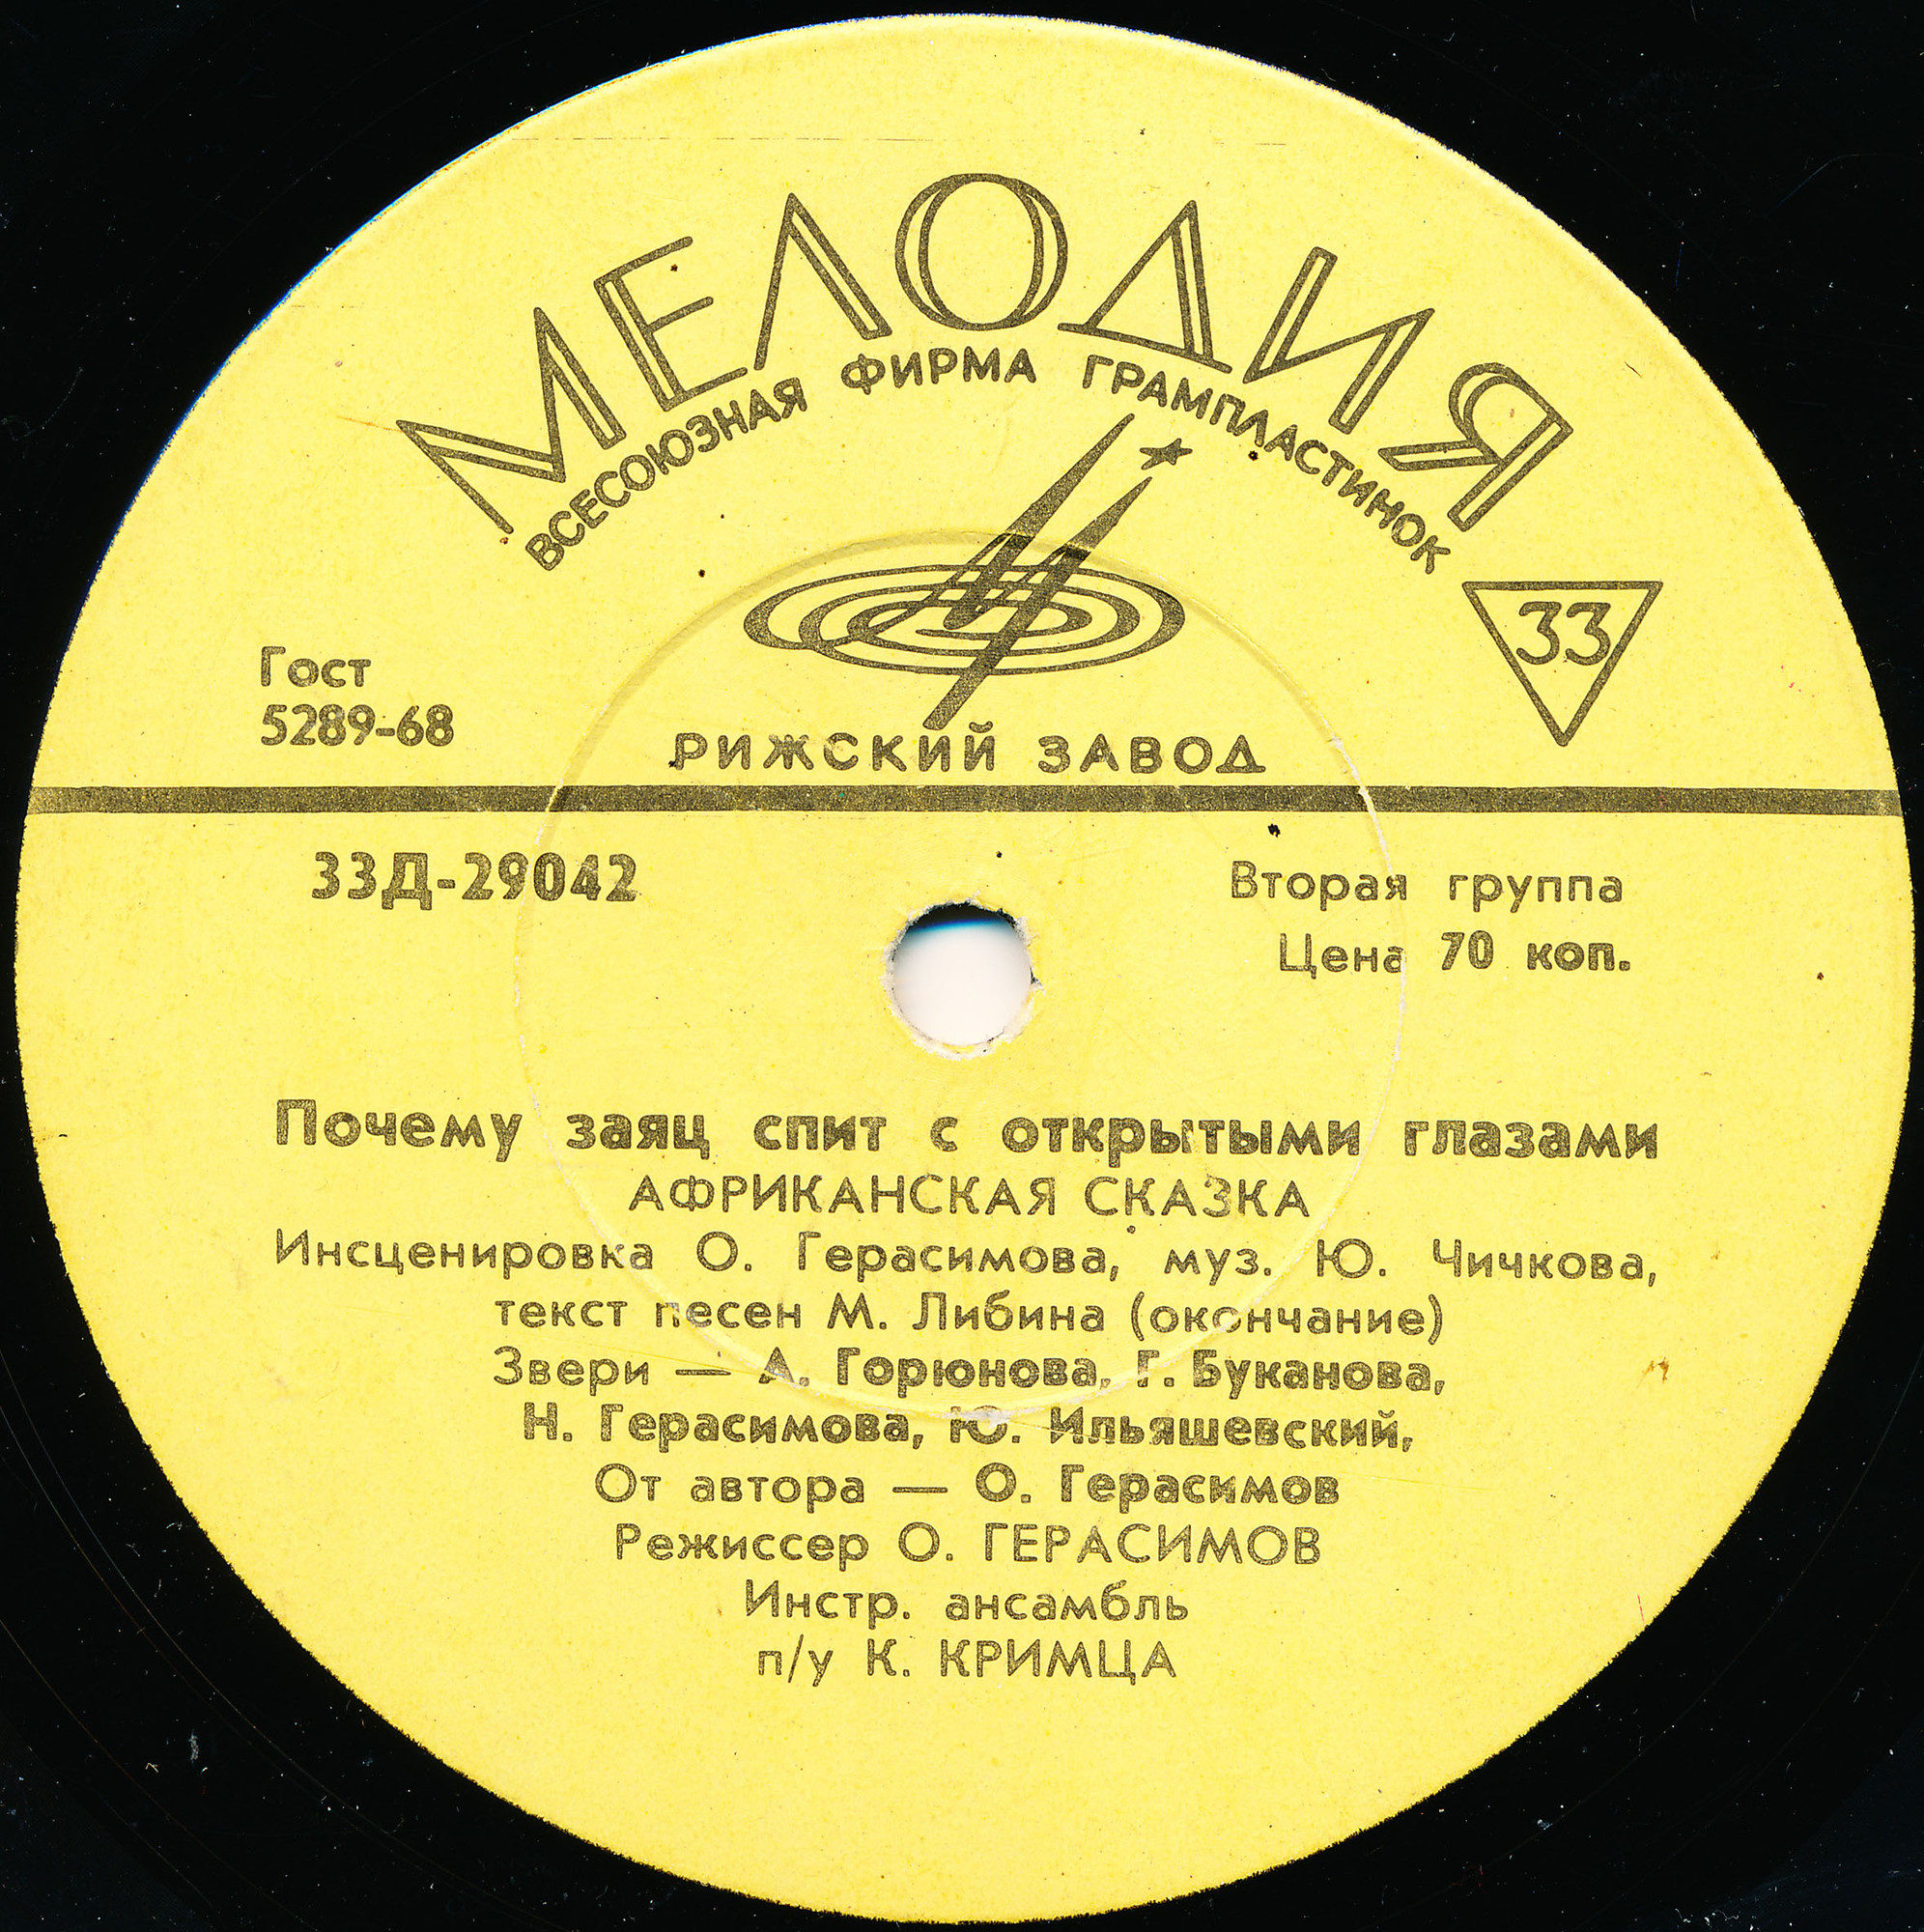 МЕЛОДИЯ
ВСЕСОЮЗНАЯ ФИРМА ГРАМПЛАСТИНОК
33
Гост
5289-68
РИЖСКИЙ ЗАВОД
33Д-29042
Вторая группа
Цена 70 коп.
Почему заяц спит с открытыми глазами
АФРИКАНСКАЯ СКАЗКА
Инсценировка О. Герасимова, муз. Ю. Чичкова,
текст песен М. Либина (окончание)
Звери — А. Горюнова, Г. Буканова,
Н. Герасимова, Ю. Ильяшевский,
От автора — О. Герасимов
Режиссер О. ГЕРАСИМОВ
Инстр. ансамбль
п/у К. КРИМЦА